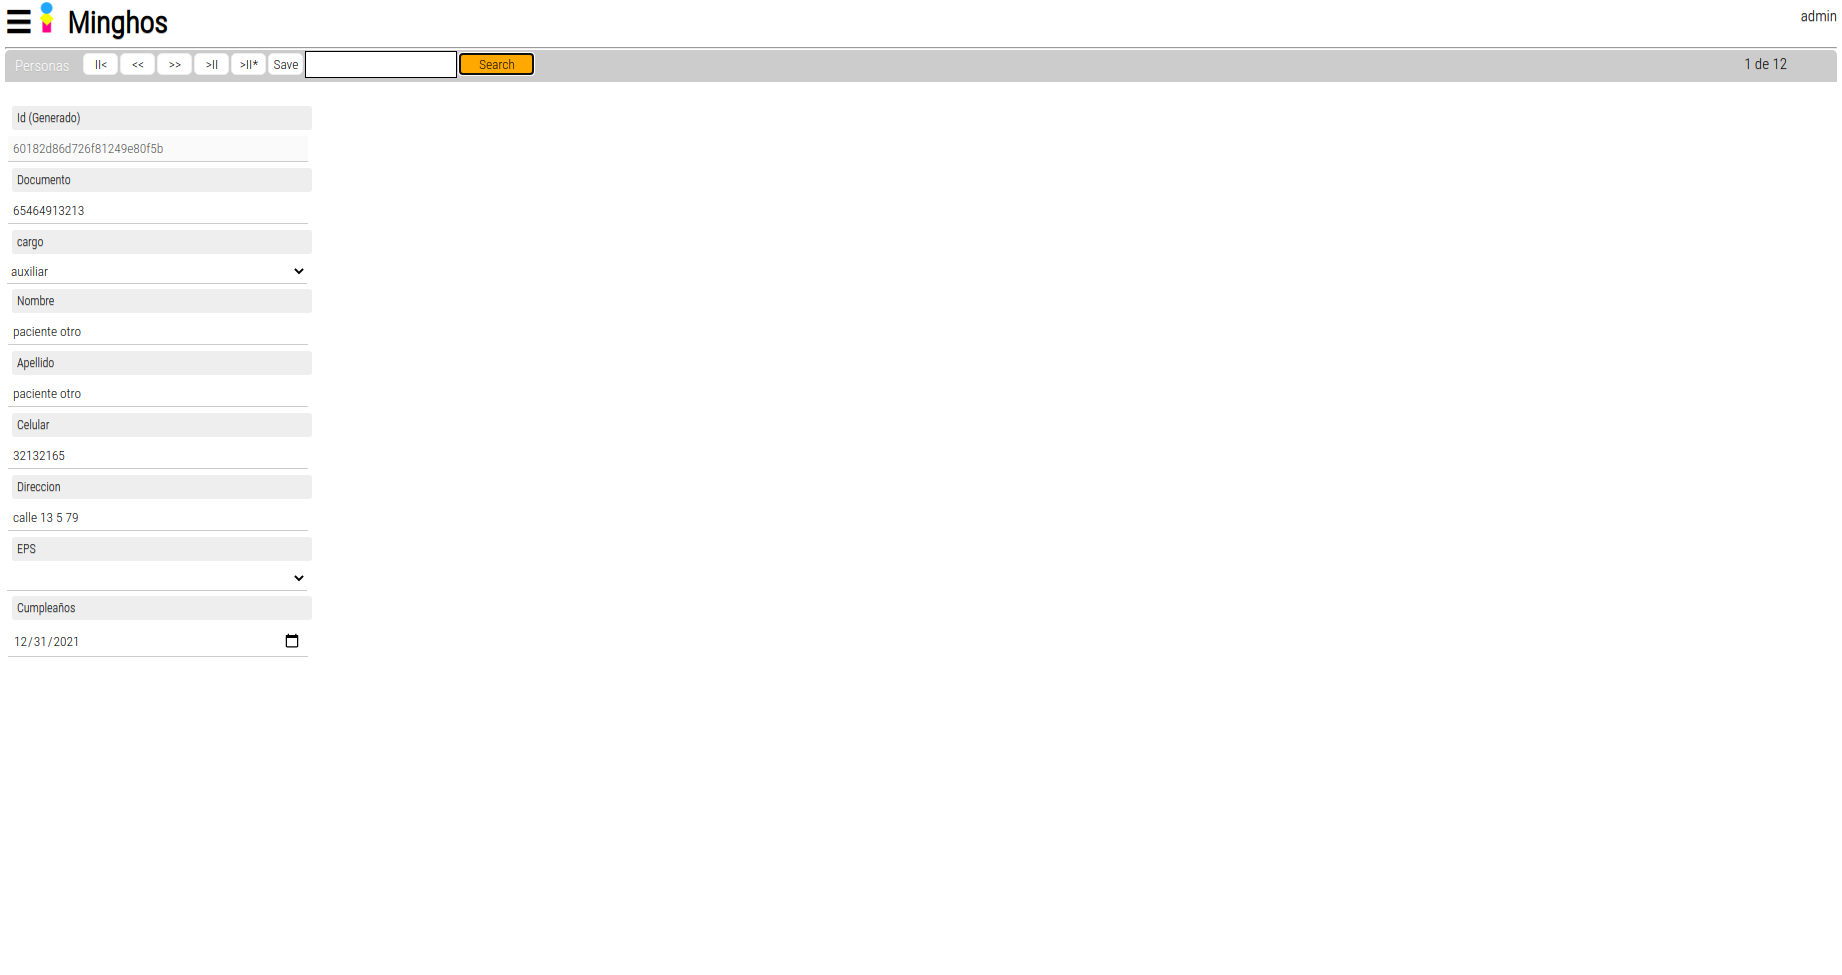 Minghos
admin
Personas ||< << >> >|| >||* Save Search 1 de 12
Id (Generado)
60182d86d726f81249e80f5b
Documento
65464913213
cargo
auxiliar
Nombre
paciente otro
Apellido
paciente otro
Celular
32132165
Direccion
calle 13 5 79
EPS
Cumpleaños
12/31/2021